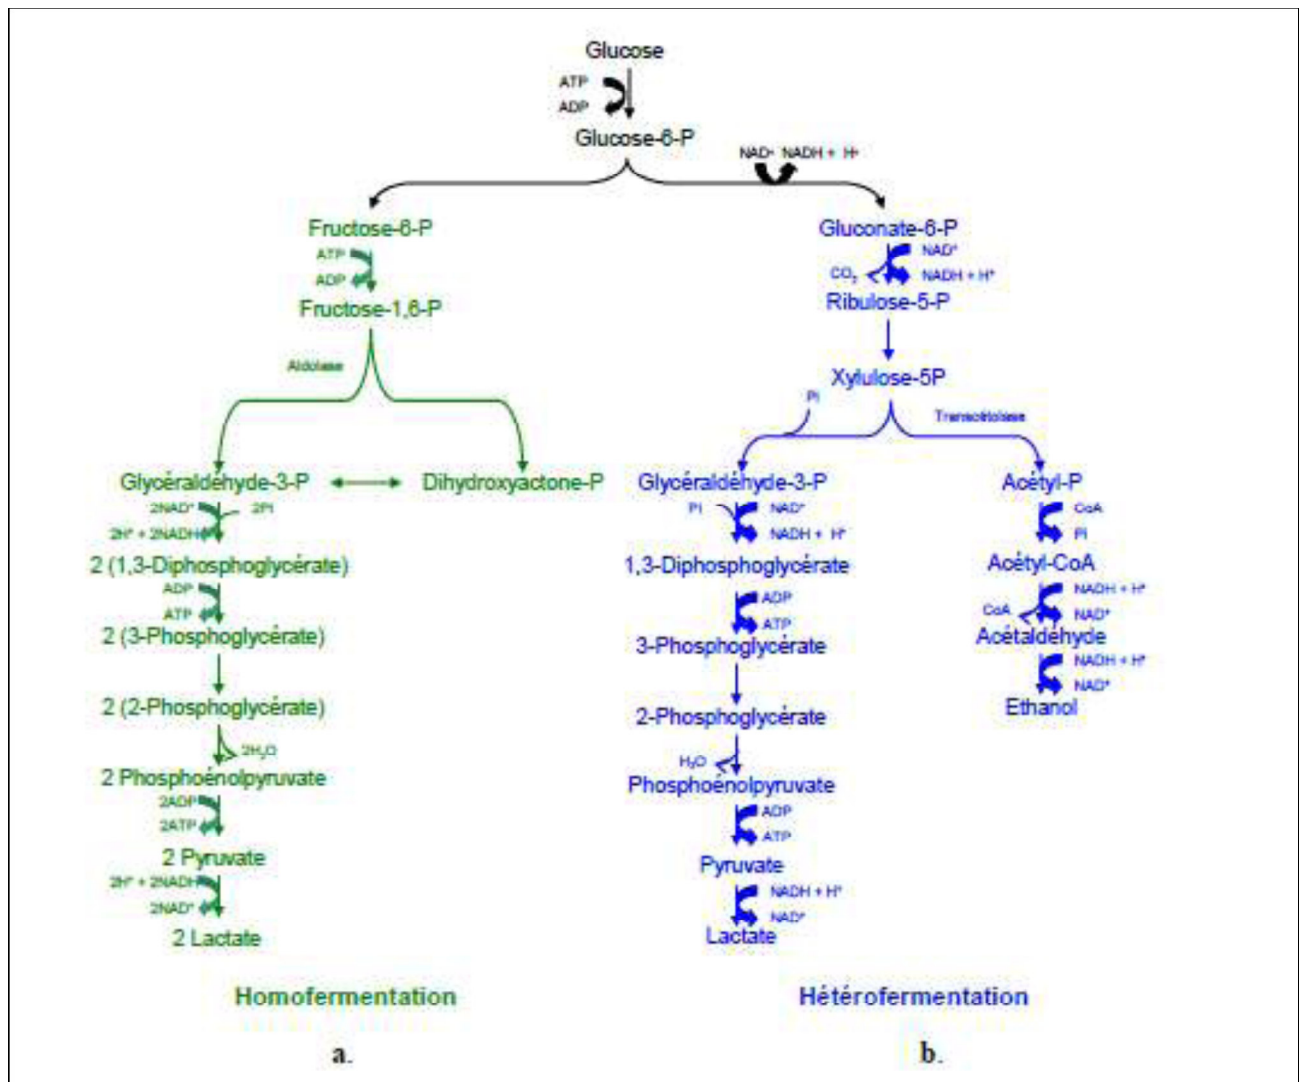 Glucose
ATP
ADP
Glucose-6-P
NAD+ NADH + H+
Fructose-6-P
ATP
ADP
Fructose-1,6-P
Aldolase
Glycéraldéhyde-3-P
Dihydroxyactone-P
2NAD+
2Pi
2H+ + 2NADH
2 (1,3-Diphosphoglycérate)
ADP
ATP
2 (3-Phosphoglycérate)
2 (2-Phosphoglycérate)
2H2O
2 Phosphoénolpyruvate
2ADP
2ATP
2 Pyruvate
2H+ + 2NADH
2NAD+
2 Lactate
Homofermentation
a.
Gluconate-6-P
NAD+
CO2
NADH + H+
Ribulose-5-P
Xylulose-5P
Pi
Transcétolase
Glycéraldéhyde-3-P
Pi
NAD+
NADH + H+
1,3-Diphosphoglycérate
ADP
ATP
3-Phosphoglycérate
2-Phosphoglycérate
H2O
Phosphoénolpyruvate
ADP
ATP
Pyruvate
NADH + H+
NAD+
Lactate
Acétyl-P
CoA
Pi
Acétyl-CoA
NADH + H+
CoA
NAD+
Acétaldéhyde
NADH + H+
NAD+
Ethanol
Hétérofermentation
b.